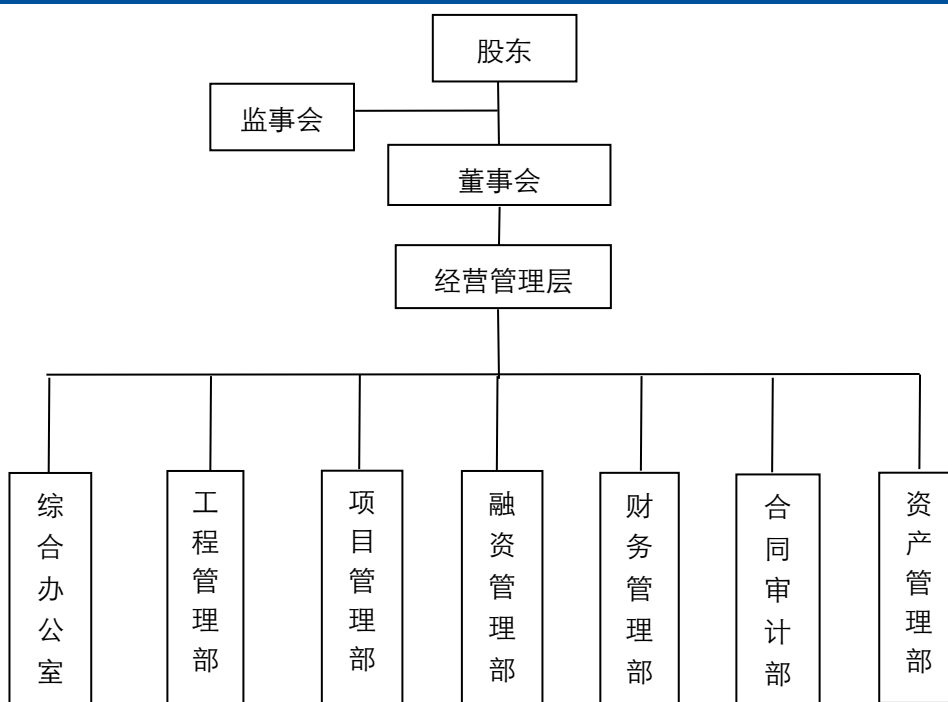 股东
监事会
董事会
经营管理层
综合办公室
工程管理部
项目管理部
融资管理部
财务管理部
合同审计部
资产管理部